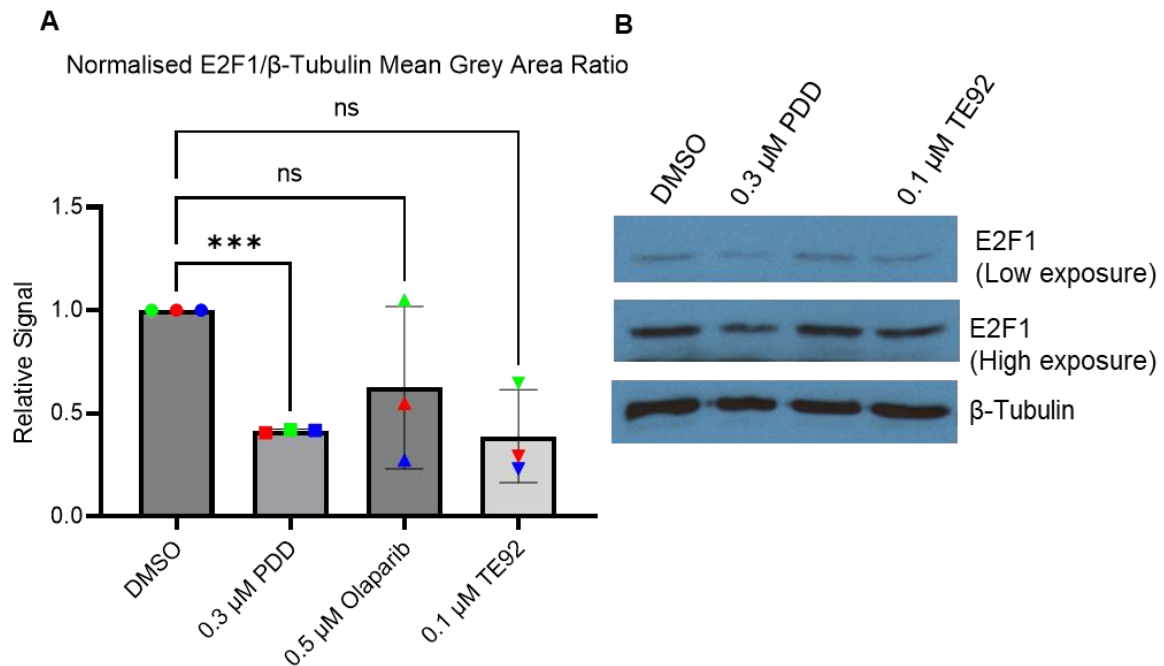 A
Normalised E2F1/β-Tubulin Mean Grey Area Ratio
ns
ns
***
1.5
1.0
0.5
0.0
Relative Signal
DMSO
0.3 µM PDD
0.5 µM Olaparib
0.1 µM TE92
B
DMSO
0.3 µM PDD
0.1 µM TE92
E2F1
(Low exposure)
E2F1
(High exposure)
β-Tubulin